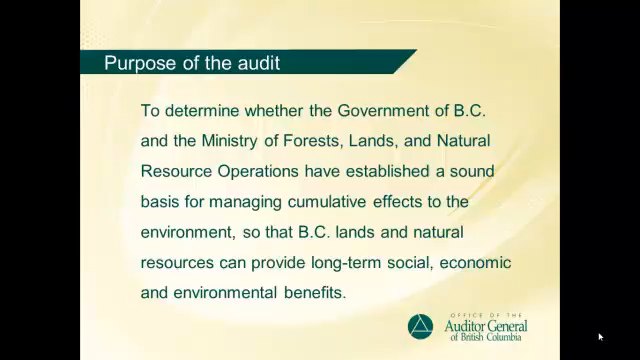 Purpose of the audit
To determine whether the Government of B.C.
and the Ministry of Forests, Lands, and Natural
Resource Operations have established a sound
basis for managing cumulative effects to the
environment, so that B.C. lands and natural
resources can provide long-term social, economic
and environmental benefits.
OFFICE OF THE
Auditor General
of British Columbia